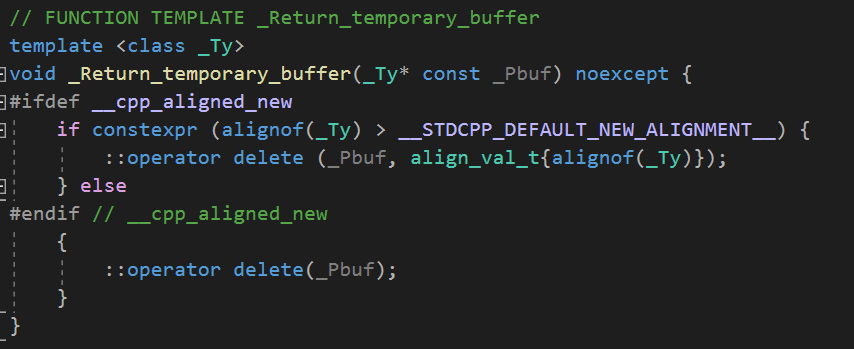 // FUNCTION TEMPLATE _Return_temporary_buffer
template <class _Ty>
void _Return_temporary_buffer(_Ty* const _Pbuf) noexcept {
#ifdef __cpp_aligned_new
    if constexpr (alignof(_Ty) > __STDCPP_DEFAULT_NEW_ALIGNMENT__) {
        ::operator delete (_Pbuf, align_val_t{alignof(_Ty)});
    } else
#endif // __cpp_aligned_new
    {
        ::operator delete(_Pbuf);
    }
}